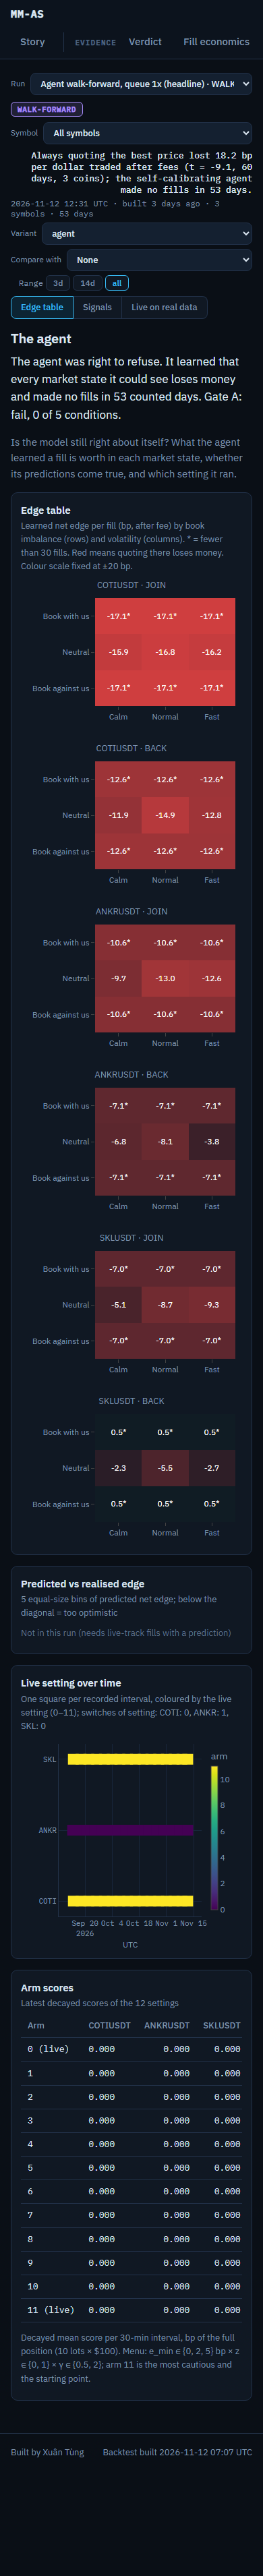 MM-AS
Story EVIDENCE Verdict Fill economics
Run Agent walk-forward, queue 1x (headline) · WALK
WALK-FORWARD
Symbol All symbols
Always quoting the best price lost 18.2 bp
per dollar traded after fees (t = -9.1, 60
days, 3 coins); the self-calibrating agent
made no fills in 53 days.
2026-11-12 12:31 UTC · built 3 days ago · 3
symbols · 53 days
Variant agent
Compare with None
Range 3d 14d all
Edge table Signals Live on real data
The agent
The agent was right to refuse. It learned that
every market state it could see loses money
and made no fills in 53 counted days. Gate A:
fail, 0 of 5 conditions.
Is the model still right about itself? What the agent
learned a fill is worth in each market state, whether
its predictions come true, and which setting it ran.
Edge table
Learned net edge per fill (bp, after fee) by book
imbalance (rows) and volatility (columns). * = fewer
than 30 fills. Red means quoting there loses money.
Colour scale fixed at ±20 bp.
COTIUSDT · JOIN
Book with us -17.1* -17.1* -17.1*
Neutral -15.9 -16.8 -16.2
Book against us -17.1* -17.1* -17.1*
Calm Normal Fast
COTIUSDT · BACK
Book with us -12.6* -12.6* -12.6*
Neutral -11.9 -14.9 -12.8
Book against us -12.6* -12.6* -12.6*
Calm Normal Fast
ANKRUSDT · JOIN
Book with us -10.6* -10.6* -10.6*
Neutral -9.7 -13.0 -12.6
Book against us -10.6* -10.6* -10.6*
Calm Normal Fast
ANKRUSDT · BACK
Book with us -7.1* -7.1* -7.1*
Neutral -6.8 -8.1 -3.8
Book against us -7.1* -7.1* -7.1*
Calm Normal Fast
SKLUSDT · JOIN
Book with us -7.0* -7.0* -7.0*
Neutral -5.1 -8.7 -9.3
Book against us -7.0* -7.0* -7.0*
Calm Normal Fast
SKLUSDT · BACK
Book with us 0.5* 0.5* 0.5*
Neutral -2.3 -5.5 -2.7
Book against us 0.5* 0.5* 0.5*
Calm Normal Fast
Predicted vs realised edge
5 equal-size bins of predicted net edge; below the
diagonal = too optimistic
Not in this run (needs live-track fills with a prediction)
Live setting over time
One square per recorded interval, coloured by the live
setting (0–11); switches of setting: COTI: 0, ANKR: 1,
SKL: 0
arm
SKL
ANKR
COTI
10
8
6
4
2
0
Sep 20 Oct 4 Oct 18 Nov 1 Nov 15
2026
UTC
Arm scores
Latest decayed scores of the 12 settings
Arm COTIUSDT ANKRUSDT SKLUSDT
0 (live) 0.000 0.000 0.000
1 0.000 0.000 0.000
2 0.000 0.000 0.000
3 0.000 0.000 0.000
4 0.000 0.000 0.000
5 0.000 0.000 0.000
6 0.000 0.000 0.000
7 0.000 0.000 0.000
8 0.000 0.000 0.000
9 0.000 0.000 0.000
10 0.000 0.000 0.000
11 (live) 0.000 0.000 0.000
Decayed mean score per 30-min interval, bp of the full
position (10 lots × $100). Menu: e_min ∈ {0, 2, 5} bp × z
∈ {0, 1} × γ ∈ {0.5, 2}; arm 11 is the most cautious and
the starting point.
Built by Xuân Tùng Backtest built 2026-11-12 07:07 UTC